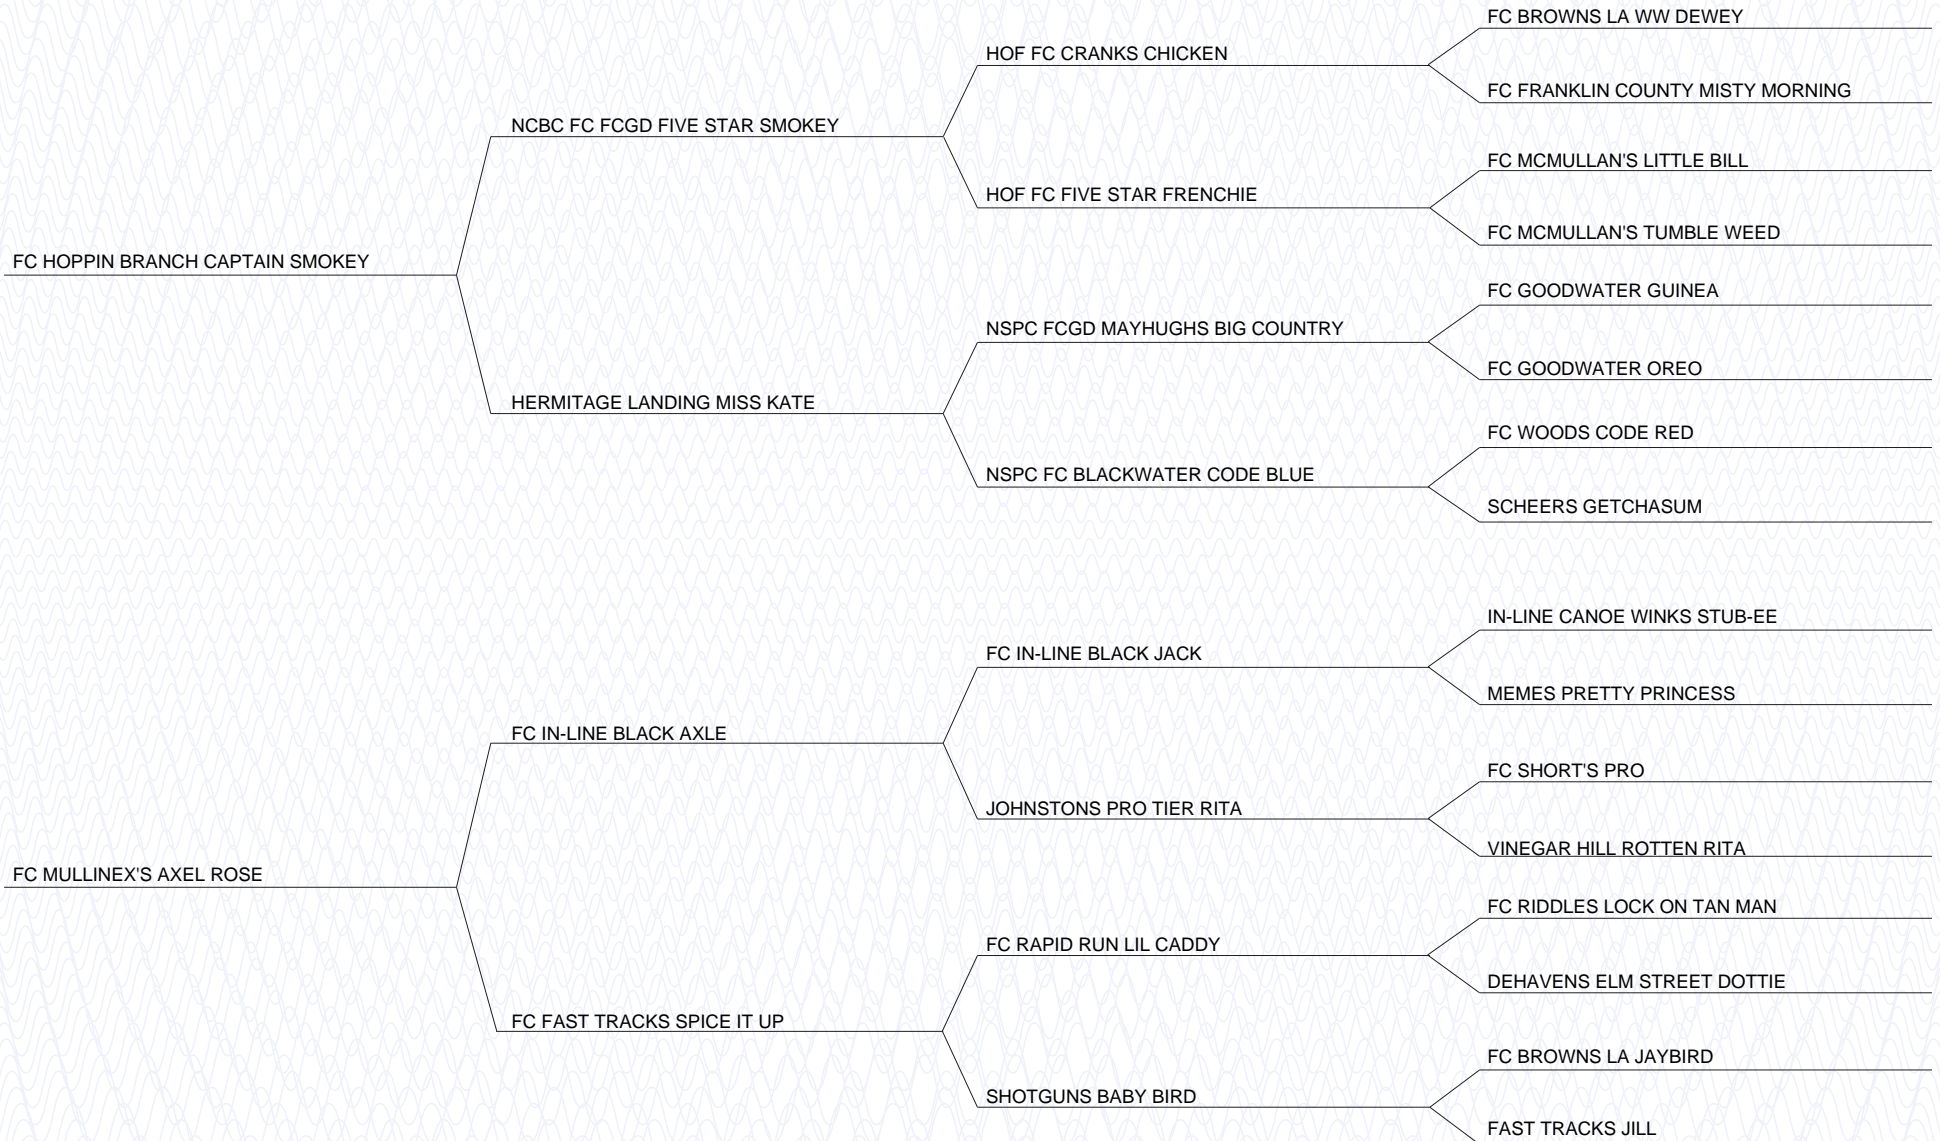 FC BROWNS LA WW DEWEY
HOF FC CRANKS CHICKEN
FC FRANKLIN COUNTY MISTY MORNING
NCBC FC FCGD FIVE STAR SMOKEY
FC MCMULLAN'S LITTLE BILL
HOF FC FIVE STAR FRENCHIE
FC MCMULLAN'S TUMBLE WEED
FC HOPPIN BRANCH CAPTAIN SMOKEY
FC GOODWATER GUINEA
NSPC FCGD MAYHUGHS BIG COUNTRY
FC GOODWATER OREO
HERMITAGE LANDING MISS KATE
FC WOODS CODE RED
NSPC FC BLACKWATER CODE BLUE
SCHEERS GETCHASUM
IN-LINE CANOE WINKS STUB-EE
FC IN-LINE BLACK JACK
MEMES PRETTY PRINCESS
FC IN-LINE BLACK AXLE
FC SHORT'S PRO
JOHNSTONS PRO TIER RITA
VINEGAR HILL ROTTEN RITA
FC MULLINEX'S AXEL ROSE
FC RIDDLES LOCK ON TAN MAN
FC RAPID RUN LIL CADDY
DEHAVENS ELM STREET DOTTIE
FC FAST TRACKS SPICE IT UP
FC BROWNS LA JAYBIRD
SHOTGUNS BABY BIRD
FAST TRACKS JILL